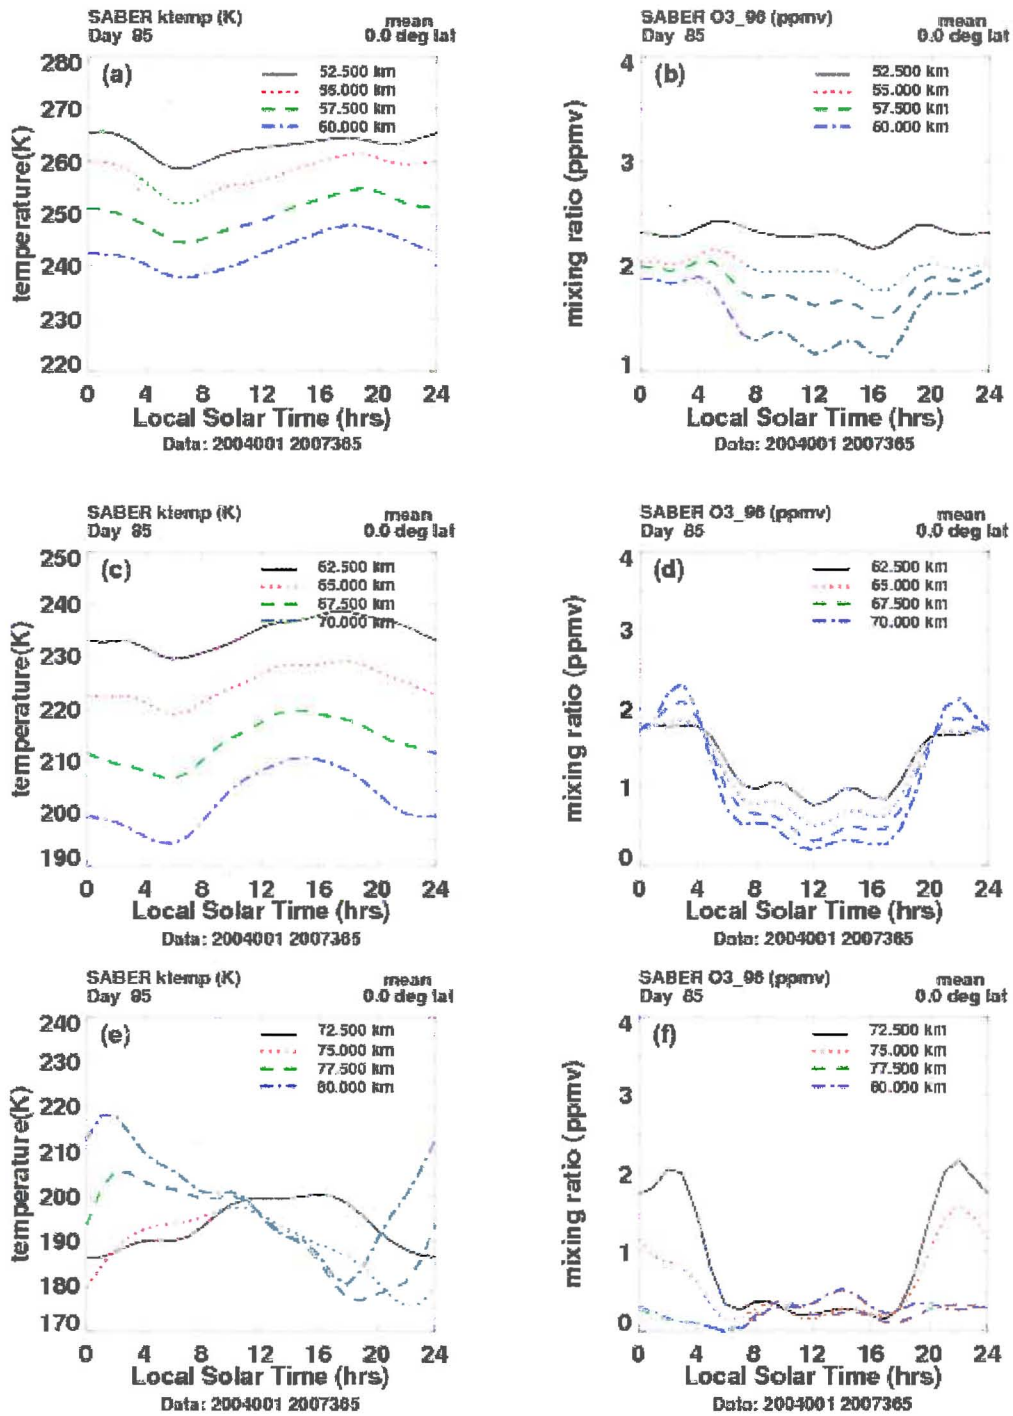 SABER ktemp (K) mean
Day 85 0.0 deg lat
(a)
52.500 km
55.000 km
57.500 km
60.000 km
280
270
260
250
240
230
220
temperature(K)
0 4 8 12 16 20 24
Local Solar Time (hrs)
Data: 2004001 2007365
SABER O3_96 (ppmv) mean
Day 85 0.0 deg lat
(b)
52.500 km
55.000 km
57.500 km
60.000 km
4
3
2
1
mixing ratio (ppmv)
0 4 8 12 16 20 24
Local Solar Time (hrs)
Data: 2004001 2007365
SABER ktemp (K) mean
Day 85 0.0 deg lat
(c)
62.500 km
65.000 km
67.500 km
70.000 km
250
240
230
220
210
200
190
temperature(K)
0 4 8 12 16 20 24
Local Solar Time (hrs)
Data: 2004001 2007365
SABER O3_96 (ppmv) mean
Day 85 0.0 deg lat
(d)
62.500 km
65.000 km
67.500 km
70.000 km
4
3
2
1
0
mixing ratio (ppmv)
0 4 8 12 16 20 24
Local Solar Time (hrs)
Data: 2004001 2007365
SABER ktemp (K) mean
Day 85 0.0 deg lat
(e)
72.500 km
75.000 km
77.500 km
80.000 km
240
230
220
210
200
190
180
170
temperature(K)
0 4 8 12 16 20 24
Local Solar Time (hrs)
Data: 2004001 2007365
SABER O3_96 (ppmv) mean
Day 85 0.0 deg lat
(f)
72.500 km
75.000 km
77.500 km
80.000 km
4
3
2
1
0
mixing ratio (ppmv)
0 4 8 12 16 20 24
Local Solar Time (hrs)
Data: 2004001 2007365